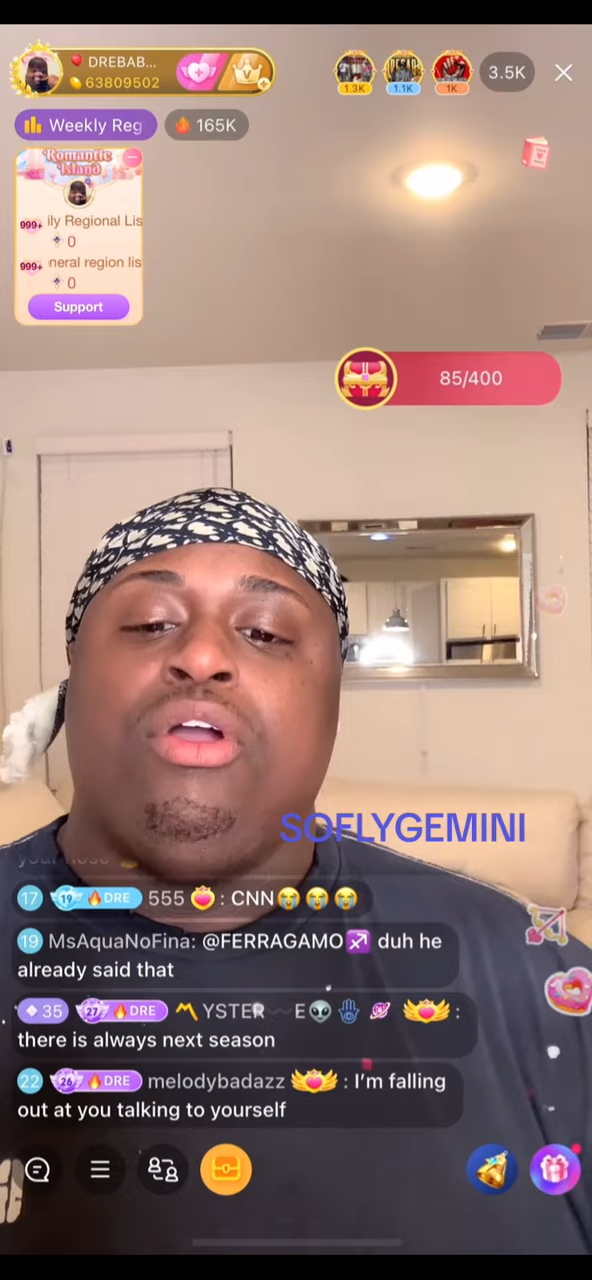 DREBAB...
63809502
1.3K
1.1K
1K
3.5K
Weekly Reg
165K
Romantic
Island
999+ ily Regional Lis
0
999+ neral region lis
0
Support
85/400
SOFLYGEMINI
your nose
17 19 🔥DRE 555 : CNN😭😭😭
19 MsAquaNoFina: @FERRAGAMO♐ duh he
already said that
35 27 🔥DRE 〽️YSTER〰️E👽🪬🪐 :
there is always next season
22 26 🔥DRE melodybadazz : I'm falling
out at you talking to yourself